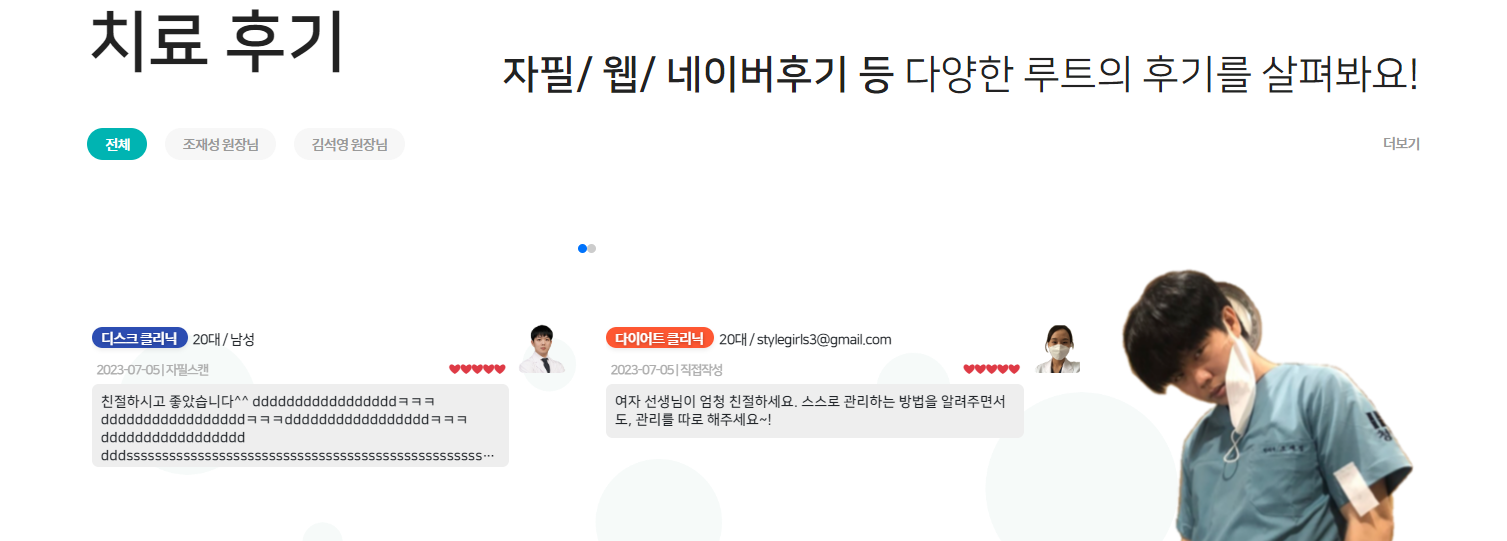 치료 후기
자필/ 웹/ 네이버후기 등 다양한 루트의 후기를 살펴봐요!
전체
조재성 원장님
김석영 원장님
더보기
디스크 클리닉 20대 / 남성
2023-07-05 | 자필스캔
친절하시고 좋았습니다^^ dddddddddddddddddㅋㅋㅋ
dddddddddddddddddㅋㅋㅋdddddddddddddddddㅋㅋㅋ
ddddddddddddddddd
dddssssssssssssssssssssssssssssssssssssssssssssssssss…
다이어트 클리닉 20대 / stylegirls3@gmail.com
2023-07-05 | 직접작성
여자 선생님이 엄청 친절하세요. 스스로 관리하는 방법을 알려주면서
도, 관리를 따로 해주세요~!